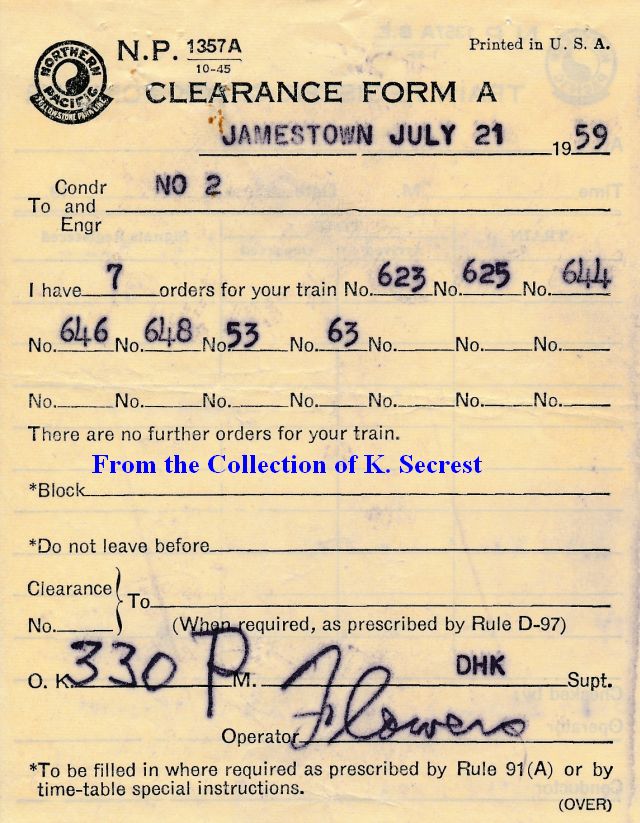 NORTHERN PACIFIC YELLOWSTONE PARK LINE
N.P. 1357A
10-45
Printed in U. S. A.
CLEARANCE FORM A
JAMESTOWN JULY 21 1959
Condr
To and NO 2
Engr
I have 7 orders for your train No. 623 No. 625 No. 644
No. 646 No. 648 No. 53 No. 63 No. No. No.
No. No. No. No. No. No. No.
There are no further orders for your train.
From the Collection of K. Secrest
*Block
*Do not leave before
Clearance
To
No. (When required, as prescribed by Rule D-97)
O. K. 330 P M. DHK Supt.
Operator Flowers
*To be filled in where required as prescribed by Rule 91(A) or by
time-table special instructions.
(OVER)